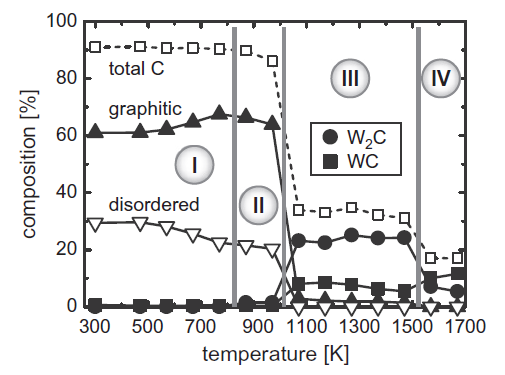 100
80
60
40
20
0
composition [%]
total C
graphitic
disordered
I
II
III
IV
W₂C
WC
300 500 700 900 1100 1300 1500 1700
temperature [K]